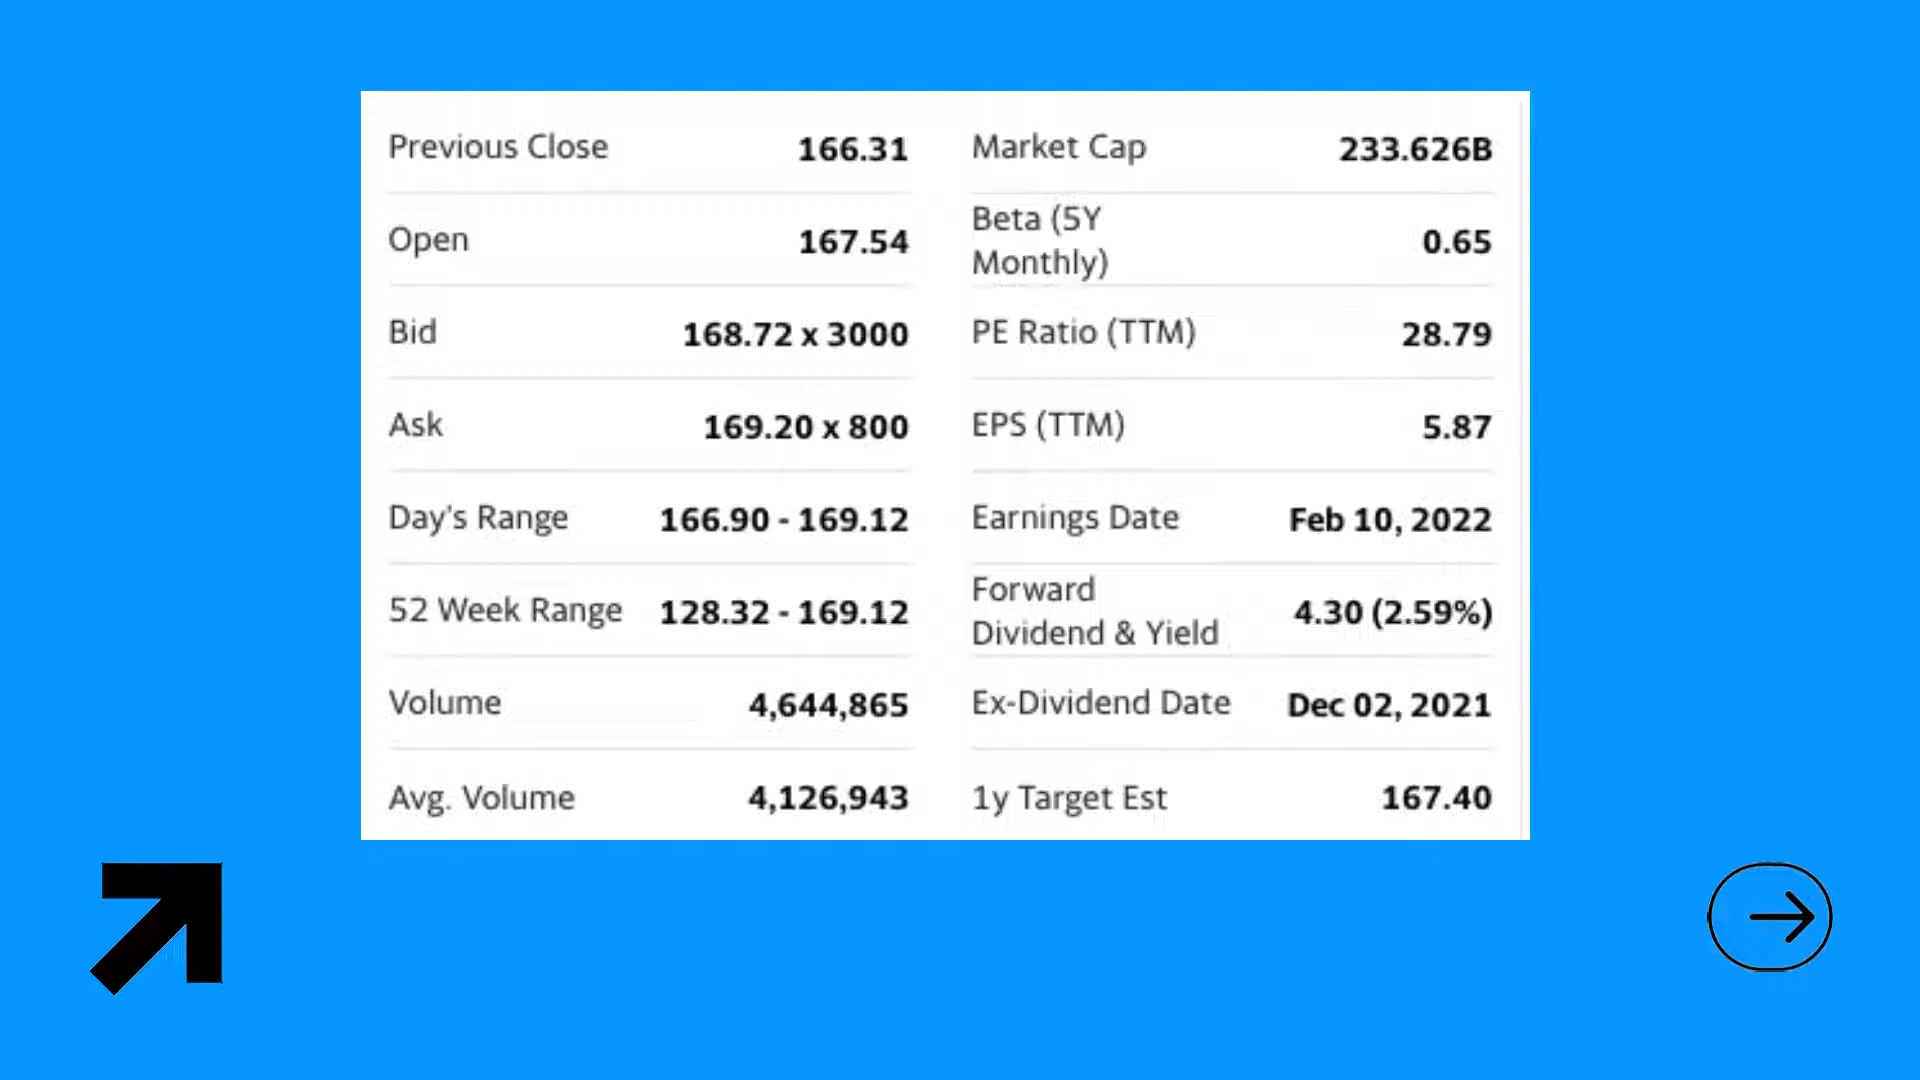 Previous Close 166.31
Open 167.54
Bid 168.72 x 3000
Ask 169.20 x 800
Day's Range 166.90 - 169.12
52 Week Range 128.32 - 169.12
Volume 4,644,865
Avg. Volume 4,126,943
Market Cap 233.626B
Beta (5Y
Monthly) 0.65
PE Ratio (TTM) 28.79
EPS (TTM) 5.87
Earnings Date Feb 10, 2022
Forward
Dividend & Yield 4.30 (2.59%)
Ex-Dividend Date Dec 02, 2021
1y Target Est 167.40